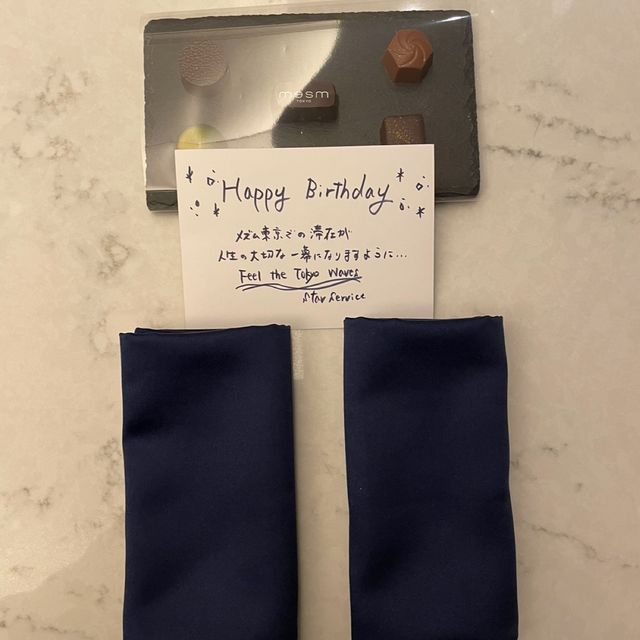 mesm
TOKYO
Happy Birthday
メズム東京での滞在が
人生の大切な一幕になりますように…
Feel the Tokyo Waves
Star Service